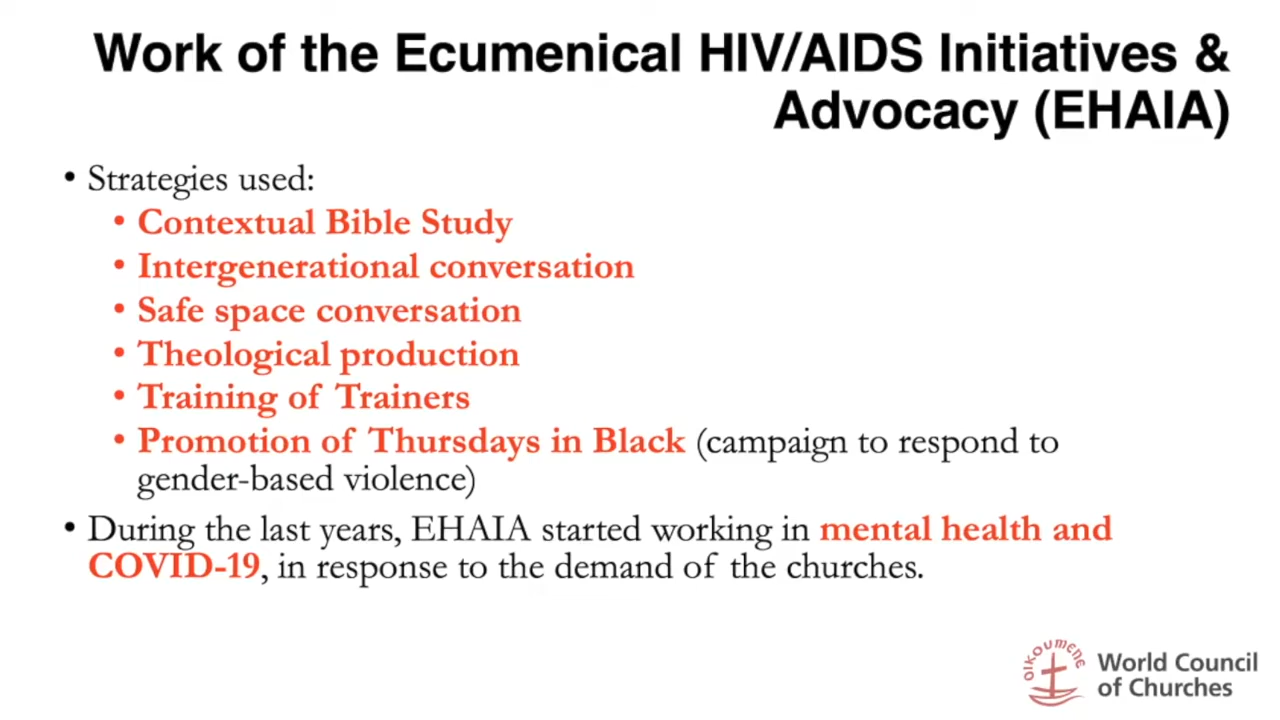 Work of the Ecumenical HIV/AIDS Initiatives &
Advocacy (EHAIA)
• Strategies used:
• Contextual Bible Study
• Intergenerational conversation
• Safe space conversation
• Theological production
• Training of Trainers
• Promotion of Thursdays in Black (campaign to respond to
gender-based violence)
• During the last years, EHAIA started working in mental health and
COVID-19, in response to the demand of the churches.
OIKOUMENE
World Council
of Churches